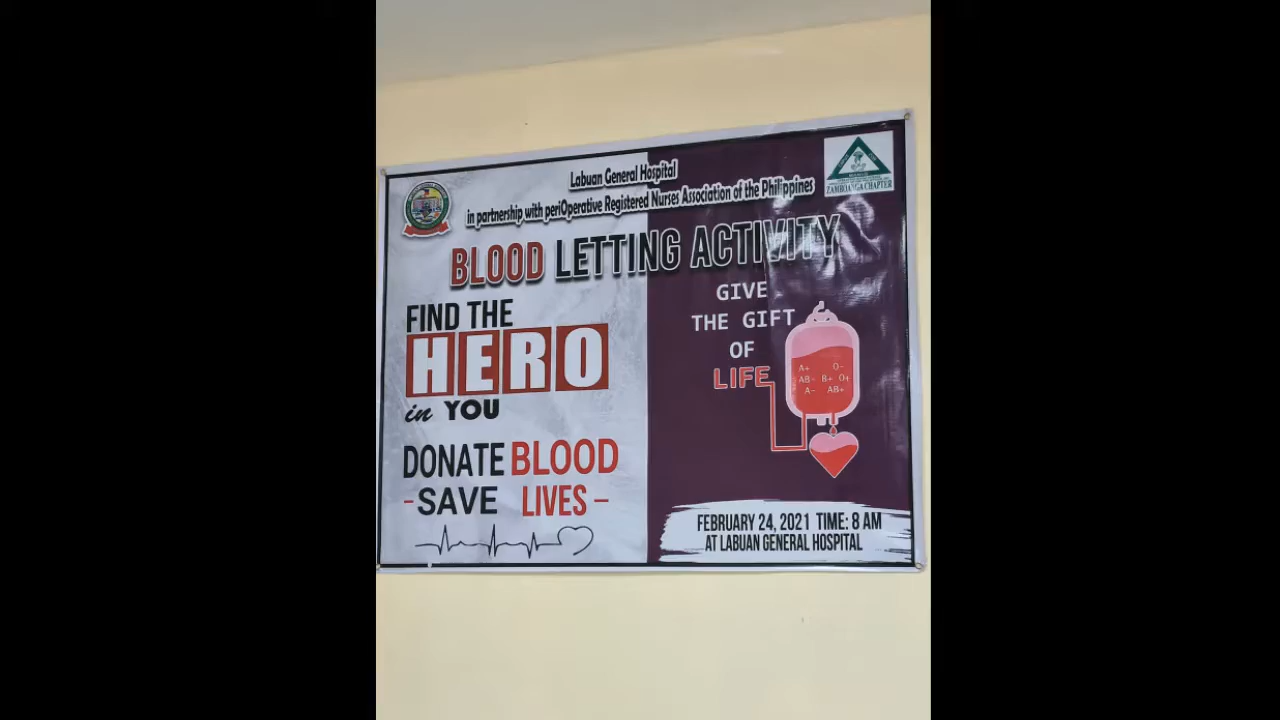 Labuan General Hospital
in partnership with periOperative Registered Nurses Association of the Philippines
ZAMBOANGA CHAPTER
BLOOD LETTING ACTIVITY
FIND THE
HERO
in YOU
DONATE BLOOD
-SAVE LIVES-
GIVE
THE GIFT
OF
LIFE
A+ O-
AB- B+ O+
A- AB+
FEBRUARY 24, 2021 TIME: 8 AM
AT LABUAN GENERAL HOSPITAL